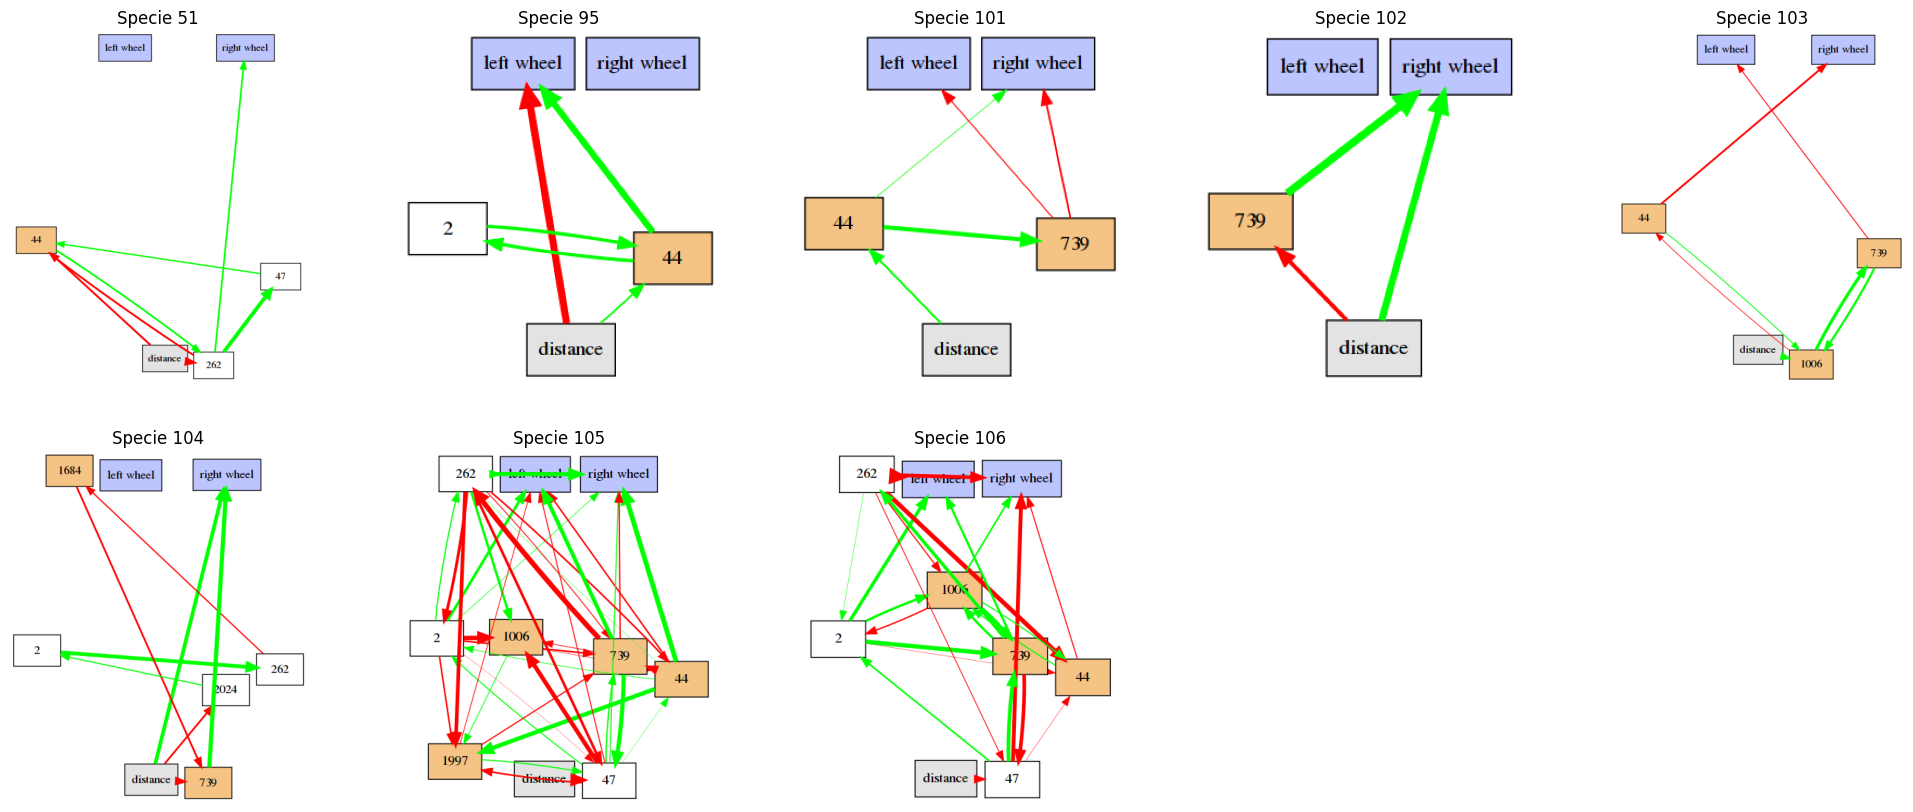 Specie 51
left wheel
right wheel
44
47
distance
262
Specie 95
left wheel
right wheel
2
44
distance
Specie 101
left wheel
right wheel
44
739
distance
Specie 102
left wheel
right wheel
739
distance
Specie 103
left wheel
right wheel
44
739
distance
1006
Specie 104
1684
left wheel
right wheel
2
262
2024
distance
739
Specie 105
262
left wheel
right wheel
2
1006
739
44
1997
distance
47
Specie 106
262
left wheel
right wheel
1006
2
739
44
distance
47